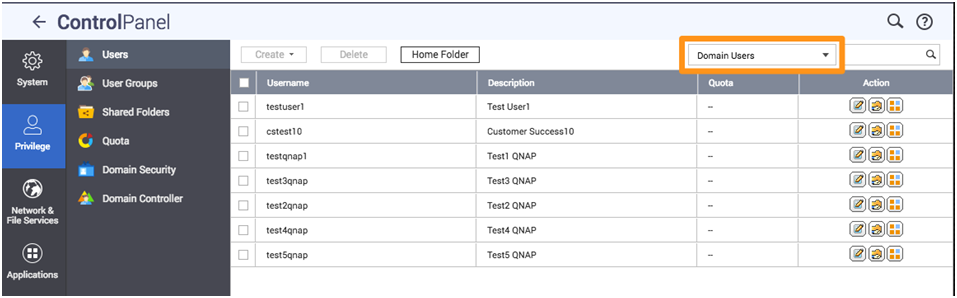 ControlPanel
System
Privilege
Network &
File Services
Applications
Users
User Groups
Shared Folders
Quota
Domain Security
Domain Controller
Create
Delete
Home Folder
Domain Users
Username Description Quota Action
testuser1 Test User1 --
cstest10 Customer Success10 --
testqnap1 Test1 QNAP --
test3qnap Test3 QNAP --
test2qnap Test2 QNAP --
test4qnap Test4 QNAP --
test5qnap Test5 QNAP --